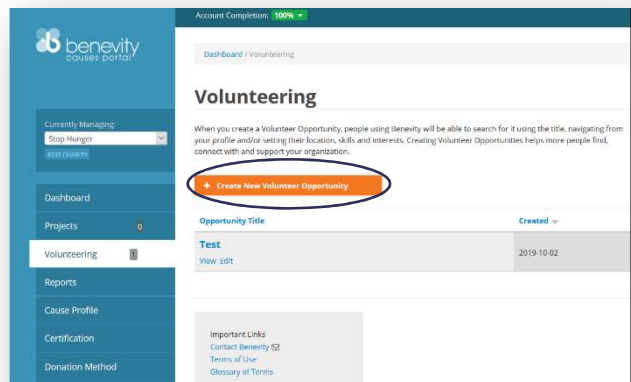 Account Completion: 100%
benevity
causes portal
Dashboard / Volunteering
Volunteering
Currently Managing:
Stop Hunger
EDIT CHARITY
When you create a Volunteer Opportunity, people using Benevity will be able to search for it using the title, navigating from
your profile and/or setting their location, skills and interests. Creating Volunteer Opportunities helps more people find,
connect with and support your organization.
+ Create New Volunteer Opportunity
Dashboard
Projects 0
Volunteering 1
Reports
Cause Profile
Certification
Donation Method
Opportunity Title Created
Test
View Edit
2019-10-02
Important Links
Contact Benevity
Terms of Use
Glossary of Terms